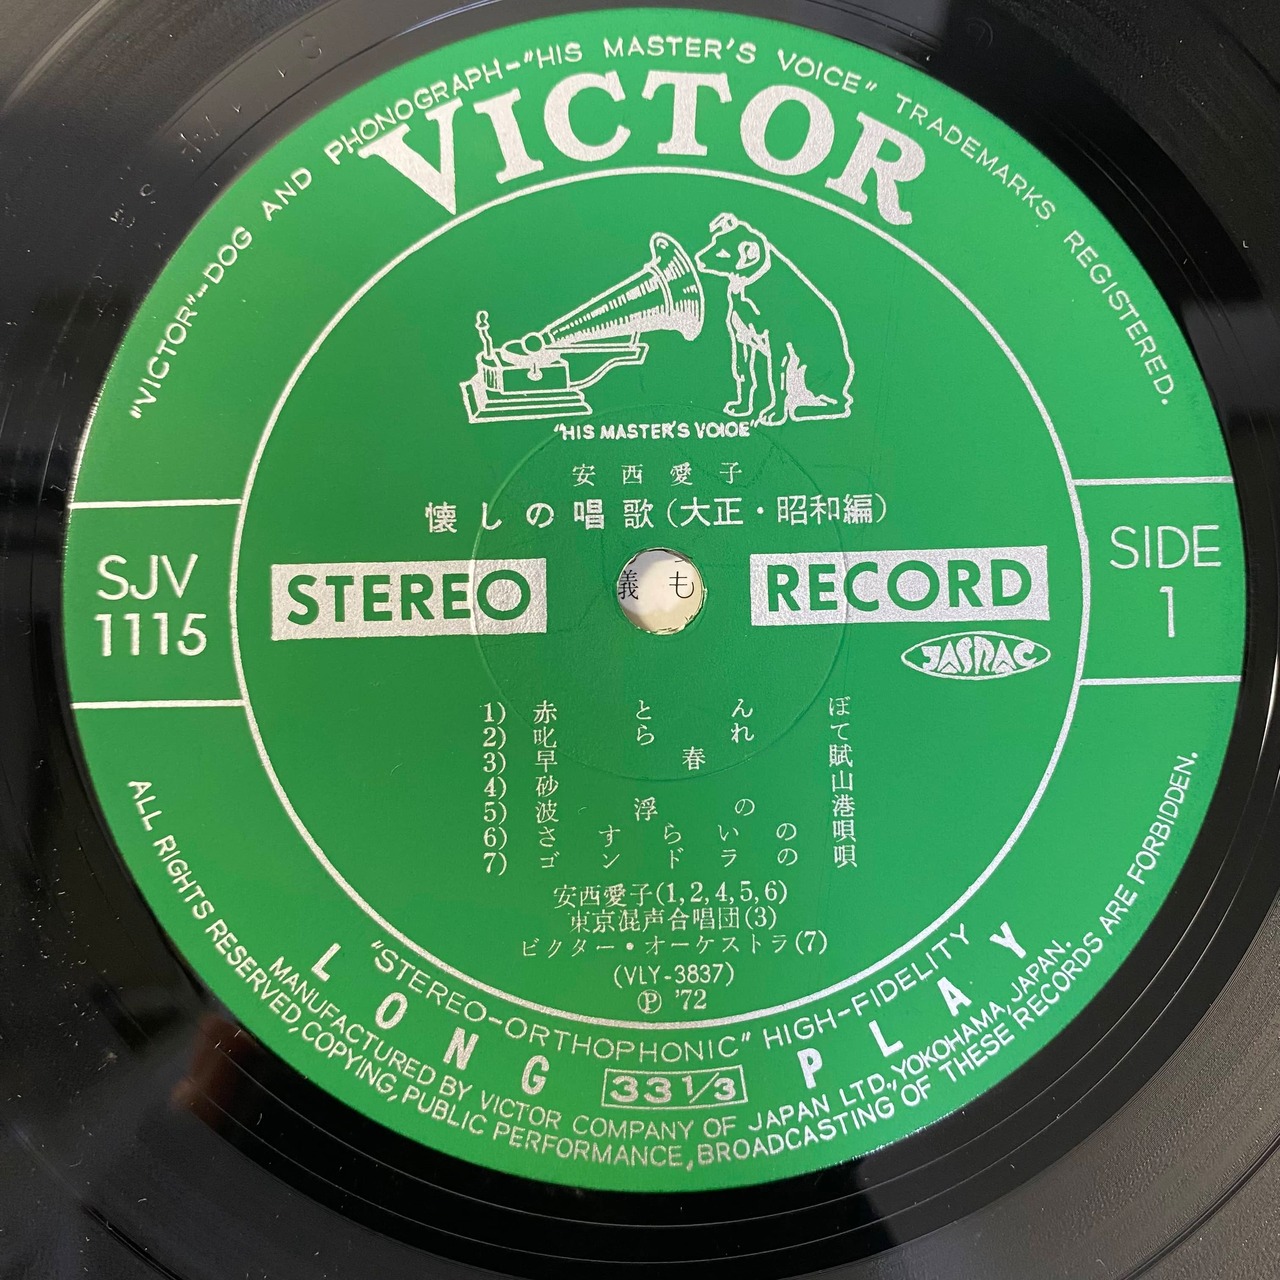 "VICTOR"-DOG AND PHONOGRAPH-"HIS MASTER'S VOICE" TRADEMARKS REGISTERED.
VICTOR
"HIS MASTER'S VOICE"
安西愛子
懐しの唱歌(大正・昭和編)
SJV
1115
STEREO RECORD
SIDE
1
JASRAC
義 も
1) 赤とんぼ
2) 叱られて
3) 早春賦
4) 砂山
5) 波浮の港
6) さすらいの唄
7) ゴンドラの唄
安西愛子(1,2,4,5,6)
東京混声合唱団(3)
ビクター・オーケストラ(7)
(VLY-3837)
Ⓟ '72
"STEREO-ORTHOPHONIC" HIGH-FIDELITY
LONG 33 1/3 PLAY
MANUFACTURED BY VICTOR COMPANY OF JAPAN LTD., YOKOHAMA, JAPAN.
ALL RIGHTS RESERVED, COPYING, PUBLIC PERFORMANCE, BROADCASTING OF THESE RECORDS ARE FORBIDDEN.